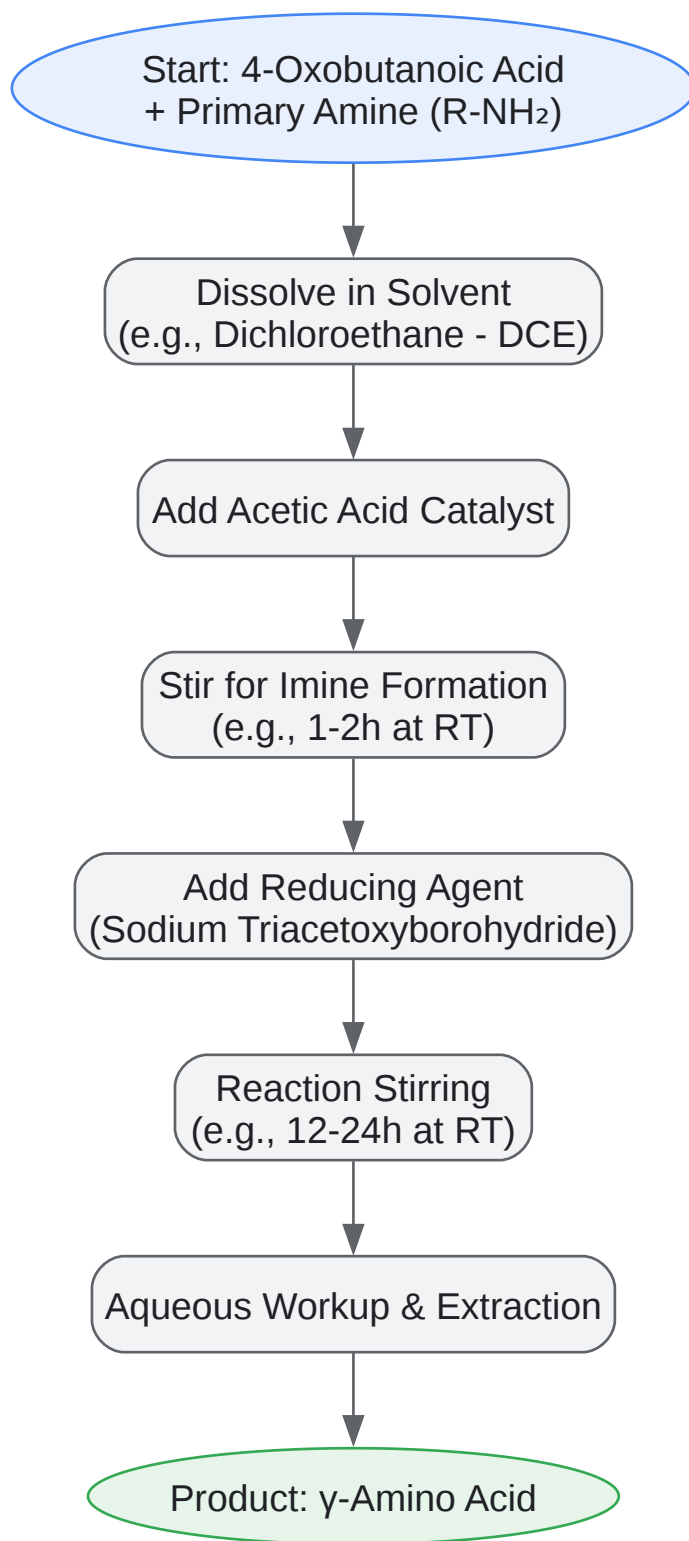 Start: 4-Oxobutanoic Acid
+ Primary Amine (R-NH₂)
Dissolve in Solvent
(e.g., Dichloroethane - DCE)
Add Acetic Acid Catalyst
Stir for Imine Formation
(e.g., 1-2h at RT)
Add Reducing Agent
(Sodium Triacetoxyborohydride)
Reaction Stirring
(e.g., 12-24h at RT)
Aqueous Workup & Extraction
Product: γ-Amino Acid